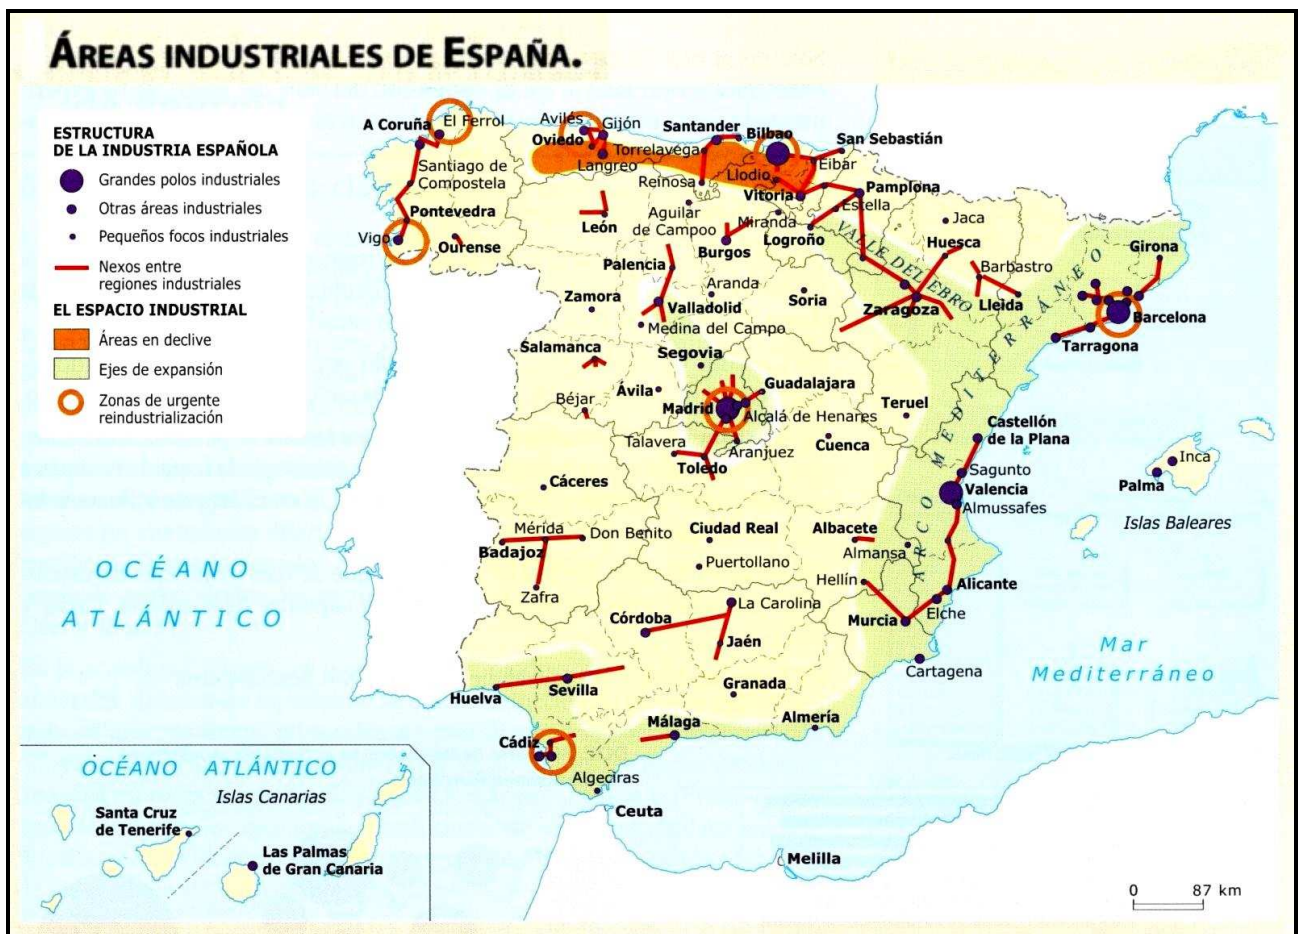 ÁREAS INDUSTRIALES DE ESPAÑA.
ESTRUCTURA
DE LA INDUSTRIA ESPAÑOLA
Grandes polos industriales
Otras áreas industriales
Pequeños focos industriales
Nexos entre
regiones industriales
EL ESPACIO INDUSTRIAL
Áreas en declive
Ejes de expansión
Zonas de urgente
reindustrialización
A Coruña
El Ferrol
Santiago de
Compostela
Pontevedra
Vigo
Ourense
Avilés
Gijón
Oviedo
Langreo
Torrelavega
Santander
Bilbao
San Sebastián
Eibar
Llodio
Reinosa
Vitoria
Pamplona
Estella
León
Aguilar
de Campoo
Miranda
Burgos
Logroño
Jaca
Huesca
Barbastro
Girona
VALLE DEL EBRO
Palencia
Aranda
Zamora
Valladolid
Soria
Zaragoza
Lleida
Barcelona
Medina del Campo
Tarragona
Salamanca
Segovia
Ávila
Guadalajara
Béjar
Madrid
Alcalá de Henares
Teruel
Talavera
Aranjuez
Cuenca
Toledo
Castellón
de la Plana
Sagunto
Valencia
Almussafes
ARCO MEDITERRÁNEO
Inca
Palma
Islas Baleares
Cáceres
Mérida
Don Benito
Badajoz
Zafra
Ciudad Real
Puertollano
Albacete
Almansa
Hellín
Alicante
Elche
Murcia
Cartagena
La Carolina
Córdoba
Jaén
Granada
Huelva
Sevilla
Málaga
Almería
Cádiz
Algeciras
Ceuta
Melilla
OCÉANO
ATLÁNTICO
Mar
Mediterráneo
OCÉANO ATLÁNTICO
Islas Canarias
Santa Cruz
de Tenerife
Las Palmas
de Gran Canaria
0 87 km